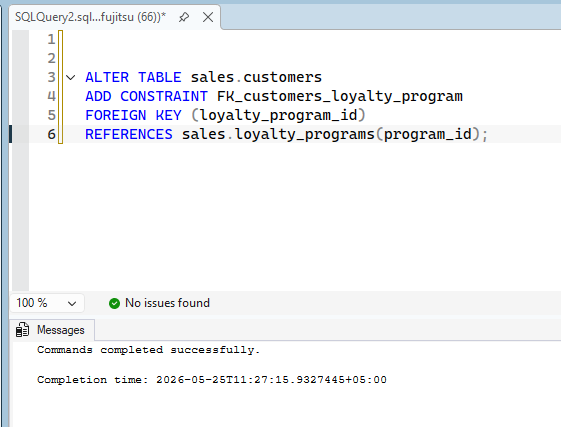 SQLQuery2.sql...fujitsu (66))*
1
2
3 ALTER TABLE sales.customers
4 ADD CONSTRAINT FK_customers_loyalty_program
5 FOREIGN KEY (loyalty_program_id)
6 REFERENCES sales.loyalty_programs(program_id);
100 %
No issues found
Messages
Commands completed successfully.
Completion time: 2026-05-25T11:27:15.9327445+05:00